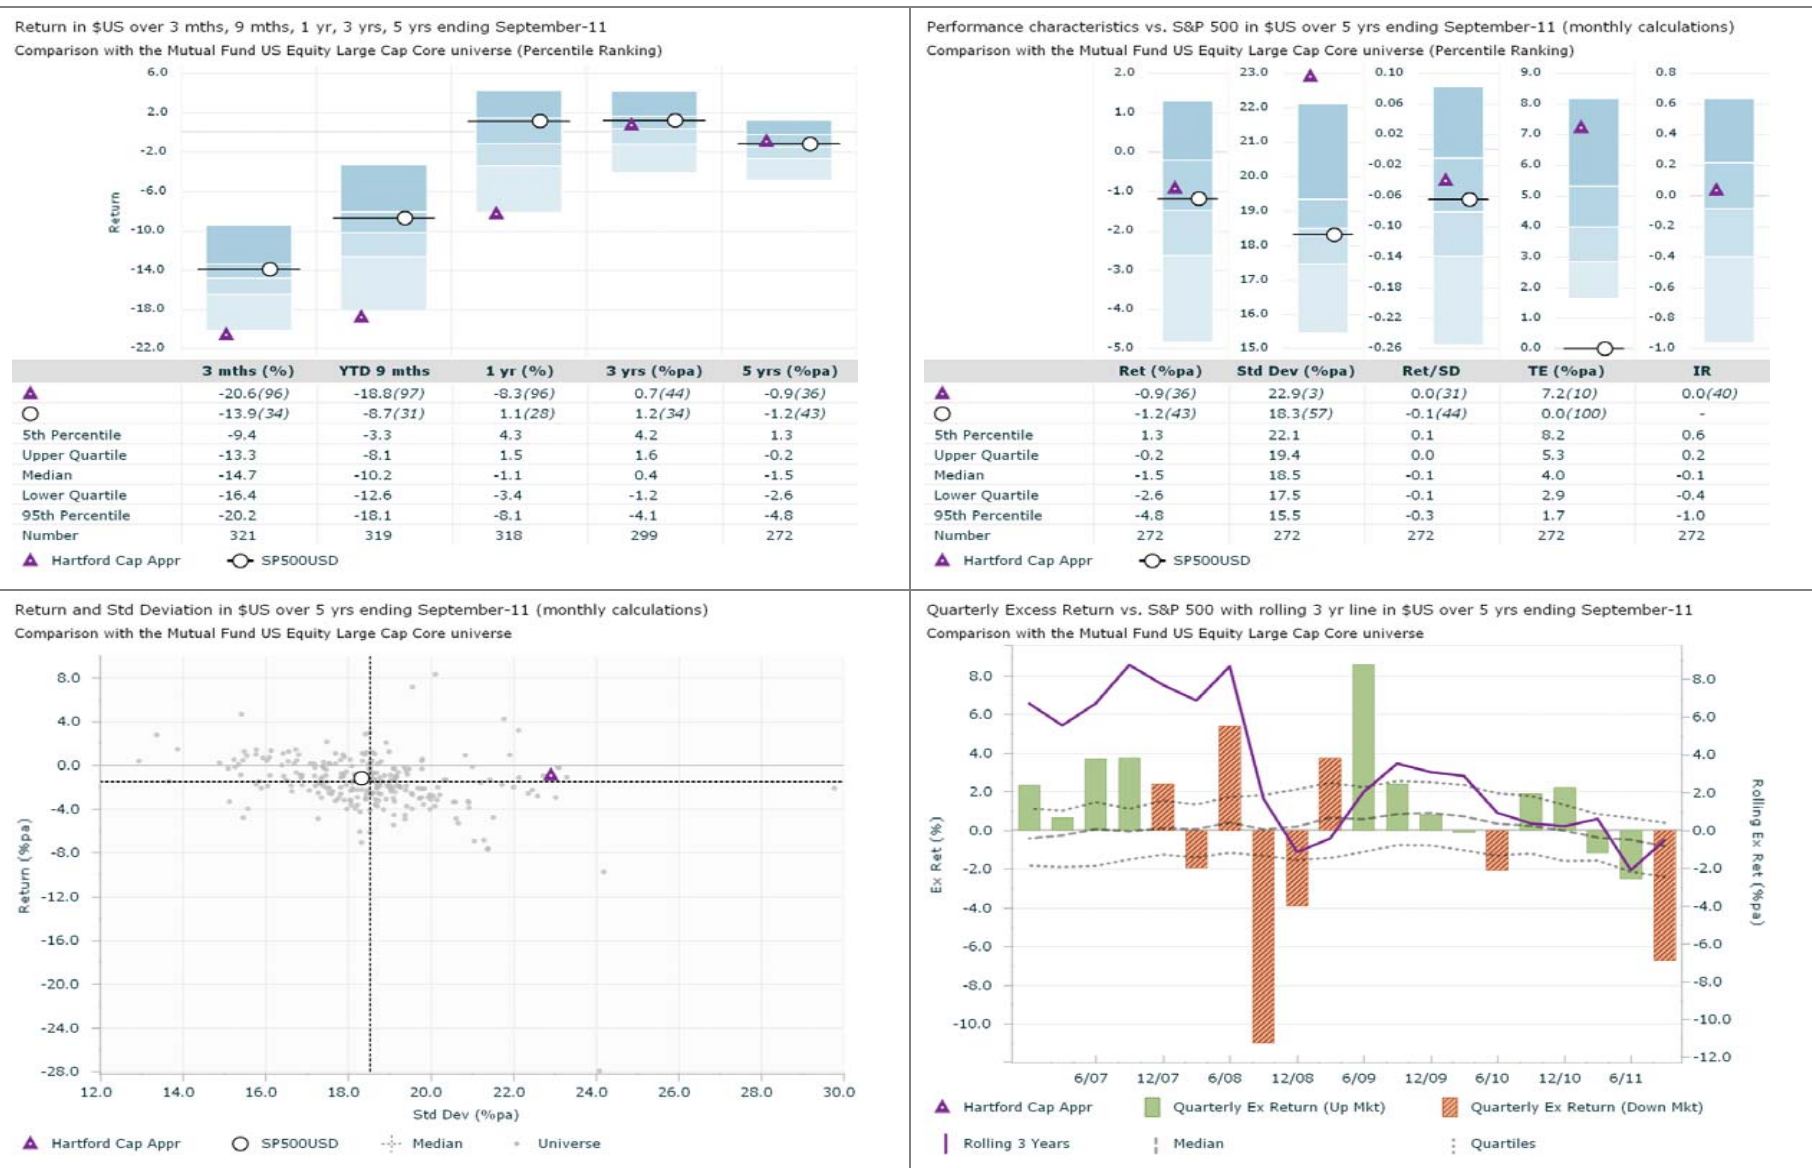 Return in $US over 3 mths, 9 mths, 1 yr, 3 yrs, 5 yrs ending September-11
Comparison with the Mutual Fund US Equity Large Cap Core universe (Percentile Ranking)
6.0
2.0
-2.0
-6.0
-10.0
-14.0
-18.0
-22.0
Return
3 mths (%) YTD 9 mths 1 yr (%) 3 yrs (%pa) 5 yrs (%pa)
-20.6(96) -18.8(97) -8.3(96) 0.7(44) -0.9(36)
-13.9(34) -8.7(31) 1.1(28) 1.2(34) -1.2(43)
5th Percentile -9.4 -3.3 4.3 4.2 1.3
Upper Quartile -13.3 -8.1 1.5 1.6 -0.2
Median -14.7 -10.2 -1.1 0.4 -1.5
Lower Quartile -16.4 -12.6 -3.4 -1.2 -2.6
95th Percentile -20.2 -18.1 -8.1 -4.1 -4.8
Number 321 319 318 299 272
Hartford Cap Appr SP500USD
Performance characteristics vs. S&P 500 in $US over 5 yrs ending September-11 (monthly calculations)
Comparison with the Mutual Fund US Equity Large Cap Core universe (Percentile Ranking)
2.0
1.0
0.0
-1.0
-2.0
-3.0
-4.0
-5.0
23.0
22.0
21.0
20.0
19.0
18.0
17.0
16.0
15.0
0.10
0.06
0.02
-0.02
-0.06
-0.10
-0.14
-0.18
-0.22
-0.26
9.0
8.0
7.0
6.0
5.0
4.0
3.0
2.0
1.0
0.0
0.8
0.6
0.4
0.2
0.0
-0.2
-0.4
-0.6
-0.8
-1.0
Ret (%pa) Std Dev (%pa) Ret/SD TE (%pa) IR
-0.9(36) 22.9(3) 0.0(31) 7.2(10) 0.0(40)
-1.2(43) 18.3(57) -0.1(44) 0.0(100) -
5th Percentile 1.3 22.1 0.1 8.2 0.6
Upper Quartile -0.2 19.4 0.0 5.3 0.2
Median -1.5 18.5 -0.1 4.0 -0.1
Lower Quartile -2.6 17.5 -0.1 2.9 -0.4
95th Percentile -4.8 15.5 -0.3 1.7 -1.0
Number 272 272 272 272 272
Hartford Cap Appr SP500USD
Return and Std Deviation in $US over 5 yrs ending September-11 (monthly calculations)
Comparison with the Mutual Fund US Equity Large Cap Core universe
8.0
4.0
0.0
-4.0
-8.0
-12.0
-16.0
-20.0
-24.0
-28.0
Return (%pa)
12.0 14.0 16.0 18.0 20.0 22.0 24.0 26.0 28.0 30.0
Std Dev (%pa)
Hartford Cap Appr SP500USD Median Universe
Quarterly Excess Return vs. S&P 500 with rolling 3 yr line in $US over 5 yrs ending September-11
Comparison with the Mutual Fund US Equity Large Cap Core universe
8.0
6.0
4.0
2.0
0.0
-2.0
-4.0
-6.0
-8.0
-10.0
Ex Ret (%)
8.0
6.0
4.0
2.0
0.0
-2.0
-4.0
-6.0
-8.0
-10.0
-12.0
Rolling Ex Ret (%pa)
6/07 12/07 6/08 12/08 6/09 12/09 6/10 12/10 6/11
Hartford Cap Appr Quarterly Ex Return (Up Mkt) Quarterly Ex Return (Down Mkt)
Rolling 3 Years Median Quartiles